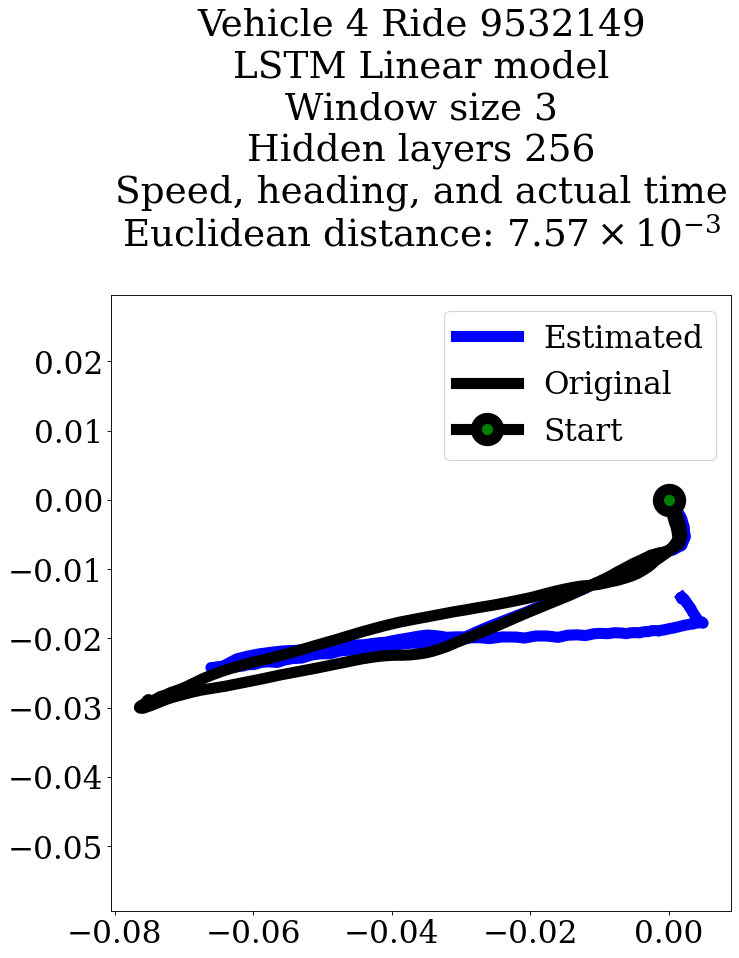 Vehicle 4 Ride 9532149
LSTM Linear model
Window size 3
Hidden layers 256
Speed, heading, and actual time
Euclidean distance: 7.57 × 10⁻³
Estimated
Original
Start
0.02
0.01
0.00
−0.01
−0.02
−0.03
−0.04
−0.05
−0.08 −0.06 −0.04 −0.02 0.00